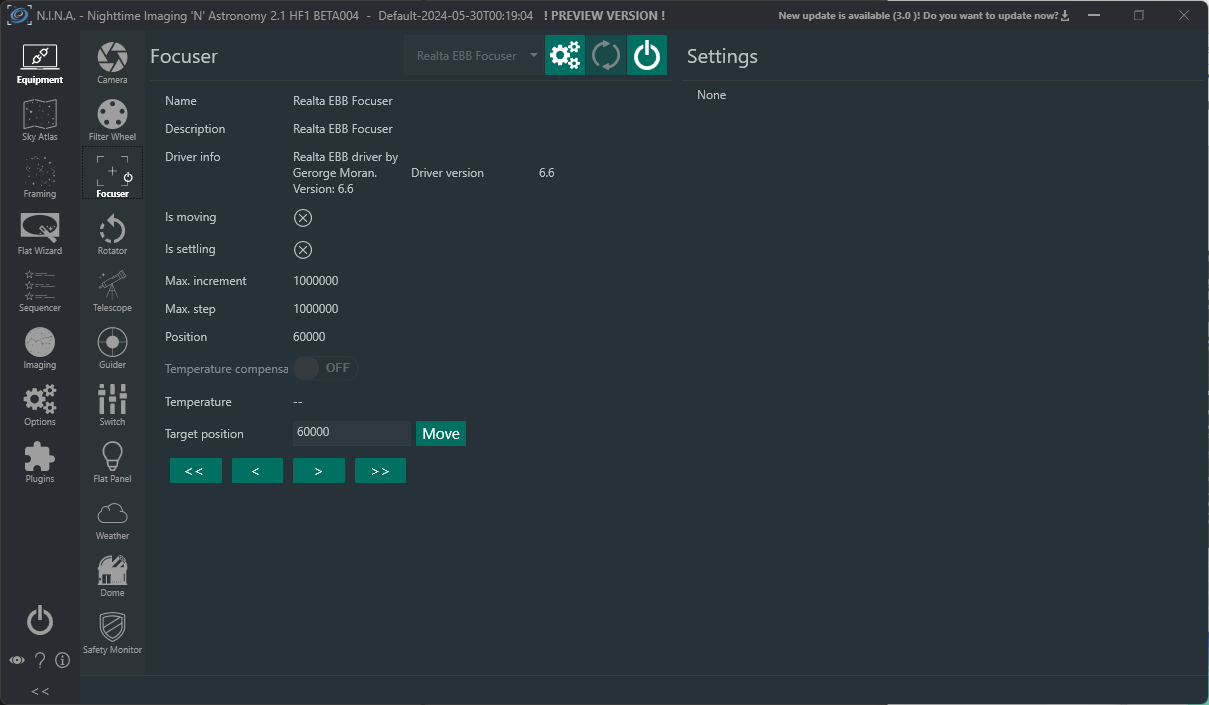 N.I.N.A. - Nighttime Imaging 'N' Astronomy 2.1 HF1 BETA004 - Default-2024-05-30T00:19:04 ! PREVIEW VERSION !
New update is available (3.0 )! Do you want to update now?
Equipment
Sky Atlas
Framing
Flat Wizard
Sequencer
Imaging
Options
Plugins
<<
Camera
Filter Wheel
Focuser
Rotator
Telescope
Guider
Switch
Flat Panel
Weather
Dome
Safety Monitor
Focuser
Realta EBB Focuser
Name Realta EBB Focuser
Description Realta EBB Focuser
Driver info Realta EBB driver by
Gerorge Moran. Driver version 6.6
Version: 6.6
Is moving
Is settling
Max. increment 1000000
Max. step 1000000
Position 60000
Temperature compensa OFF
Temperature --
Target position 60000 Move
<< < > >>
Settings
None